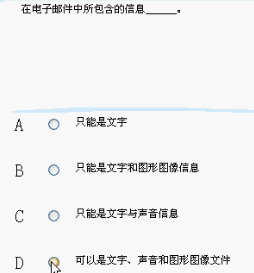 在电子邮件中所包含的信息______。
A 只能是文字
B 只能是文字和图形图像信息
C 只能是文字与声音信息
D 可以是文字、声音和图形图像文件